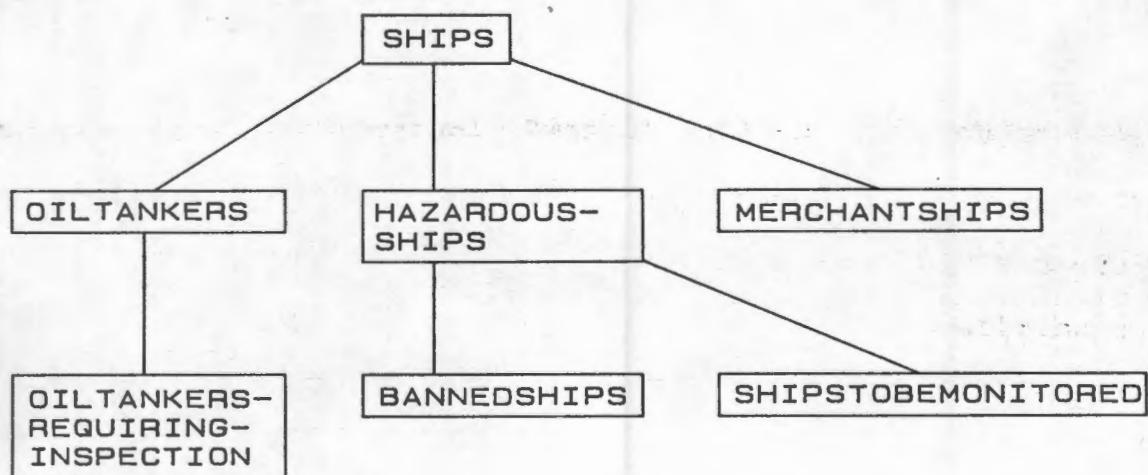 SHIPS
OILTANKERS
HAZARDOUS-
SHIPS
MERCHANTSHIPS
OILTANKERS-
REQUIRING-
INSPECTION
BANNEDSHIPS
SHIPSTOBEMONITORED